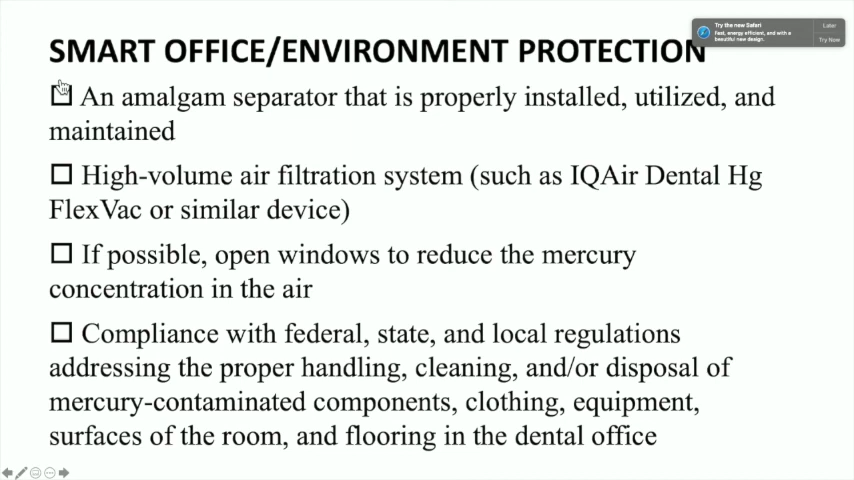 SMART OFFICE/ENVIRONMENT PROTECTION
Try the new Safari
Fast, energy efficient, and with a
beautiful new design.
Later
Try Now
An amalgam separator that is properly installed, utilized, and
maintained
High-volume air filtration system (such as IQAir Dental Hg
FlexVac or similar device)
If possible, open windows to reduce the mercury
concentration in the air
Compliance with federal, state, and local regulations
addressing the proper handling, cleaning, and/or disposal of
mercury-contaminated components, clothing, equipment,
surfaces of the room, and flooring in the dental office